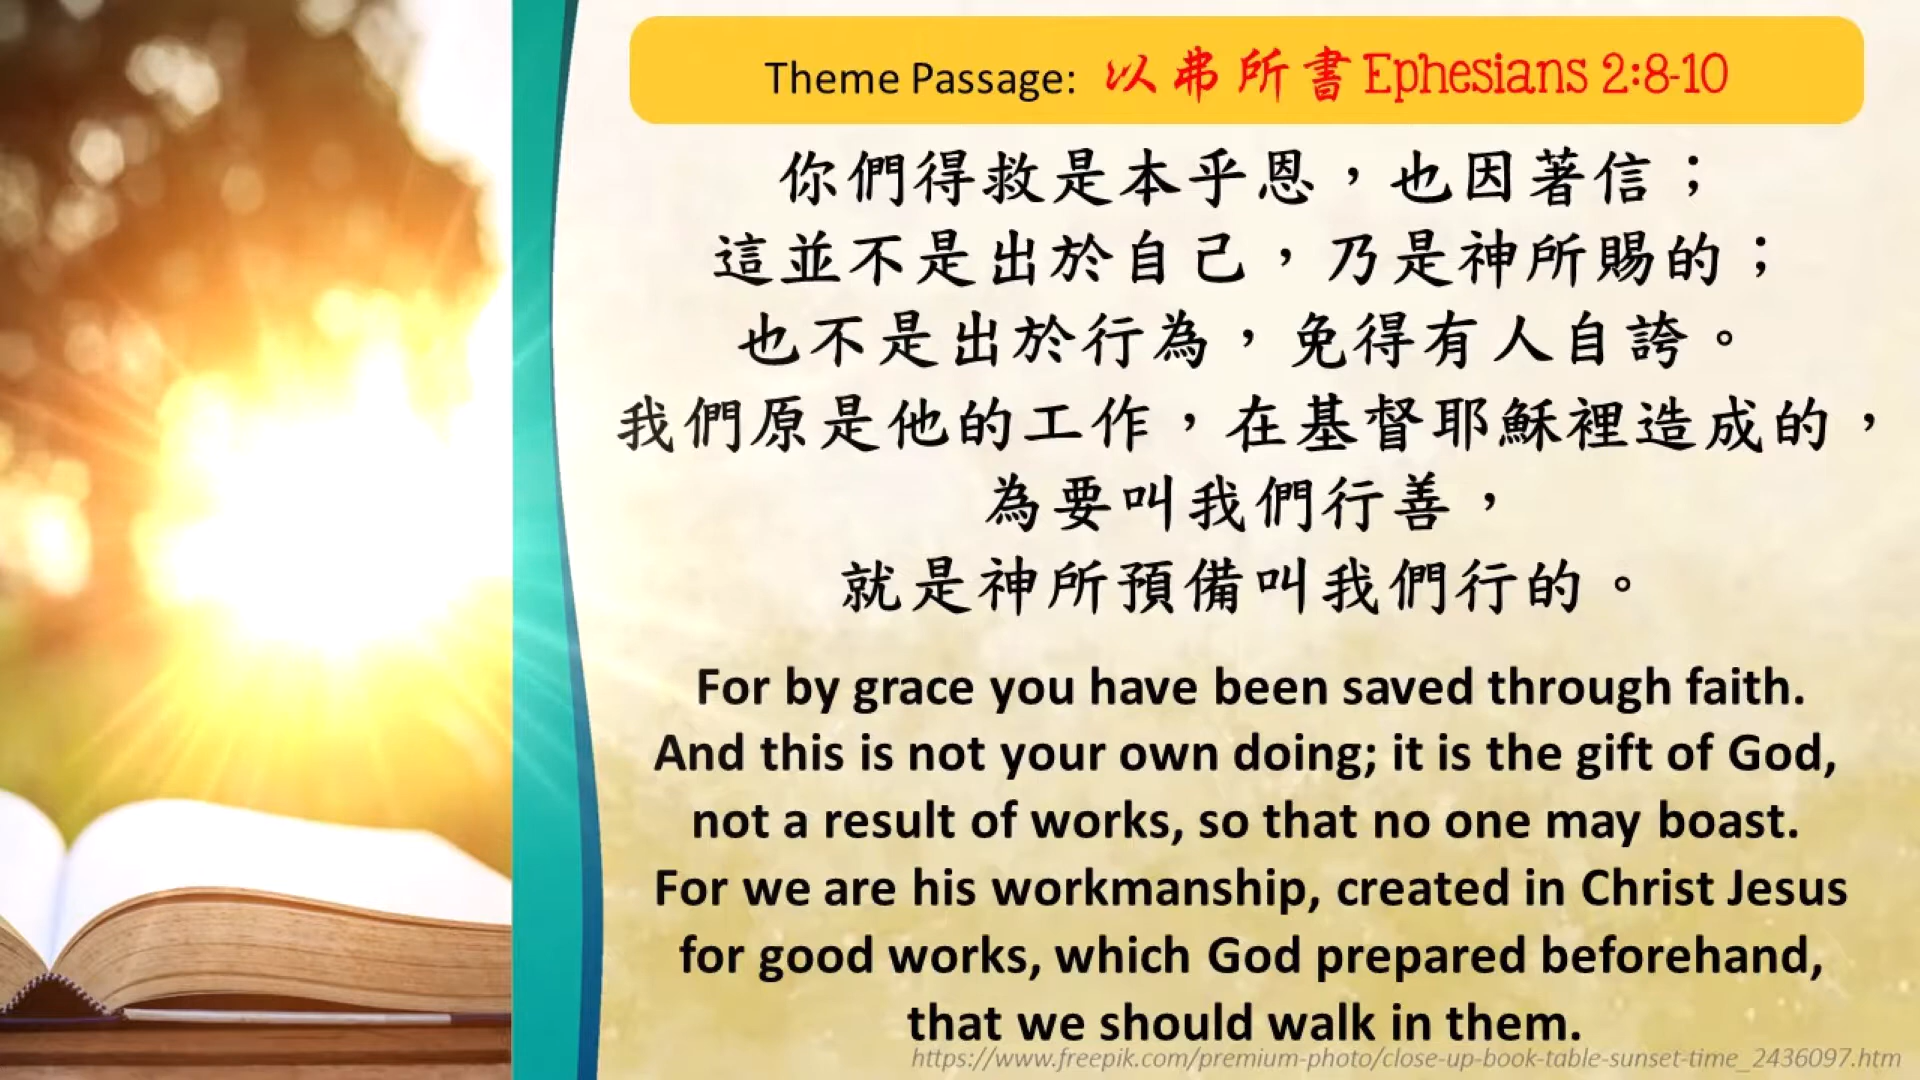 Theme Passage: 以弗所書 Ephesians 2:8-10
你們得救是本乎恩，也因著信；
這並不是出於自己，乃是神所賜的；
也不是出於行為，免得有人自誇。
我們原是他的工作，在基督耶穌裡造成的，
為要叫我們行善，
就是神所預備叫我們行的。
For by grace you have been saved through faith.
And this is not your own doing; it is the gift of God,
not a result of works, so that no one may boast.
For we are his workmanship, created in Christ Jesus
for good works, which God prepared beforehand,
that we should walk in them.
https://www.freepik.com/premium-photo/close-up-book-table-sunset-time_2436097.htm